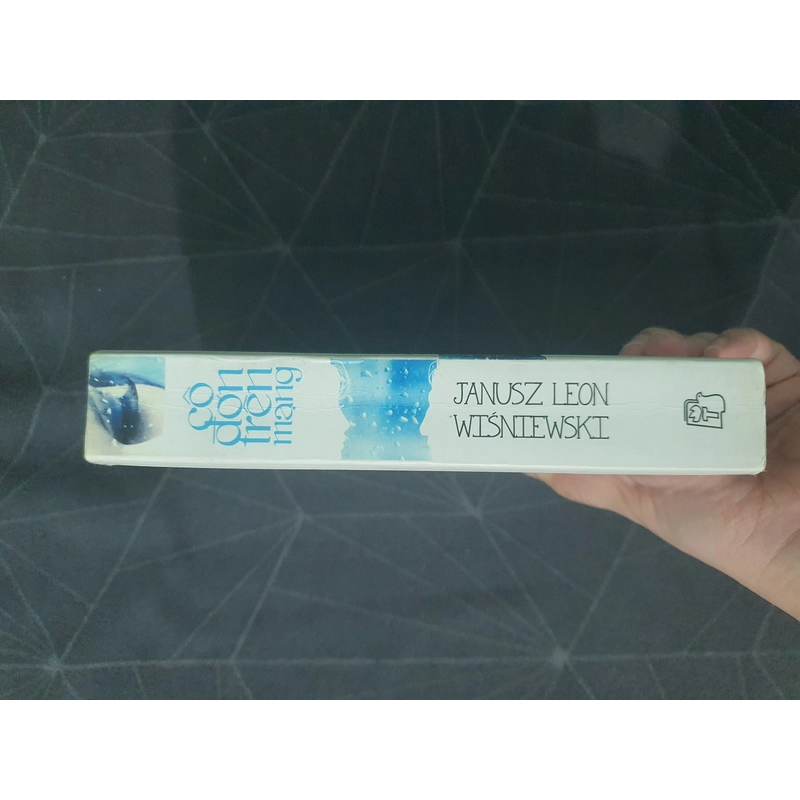 cô
đơn
trên
mạng
JANUSZ LEON
WIŚNIEWSKI